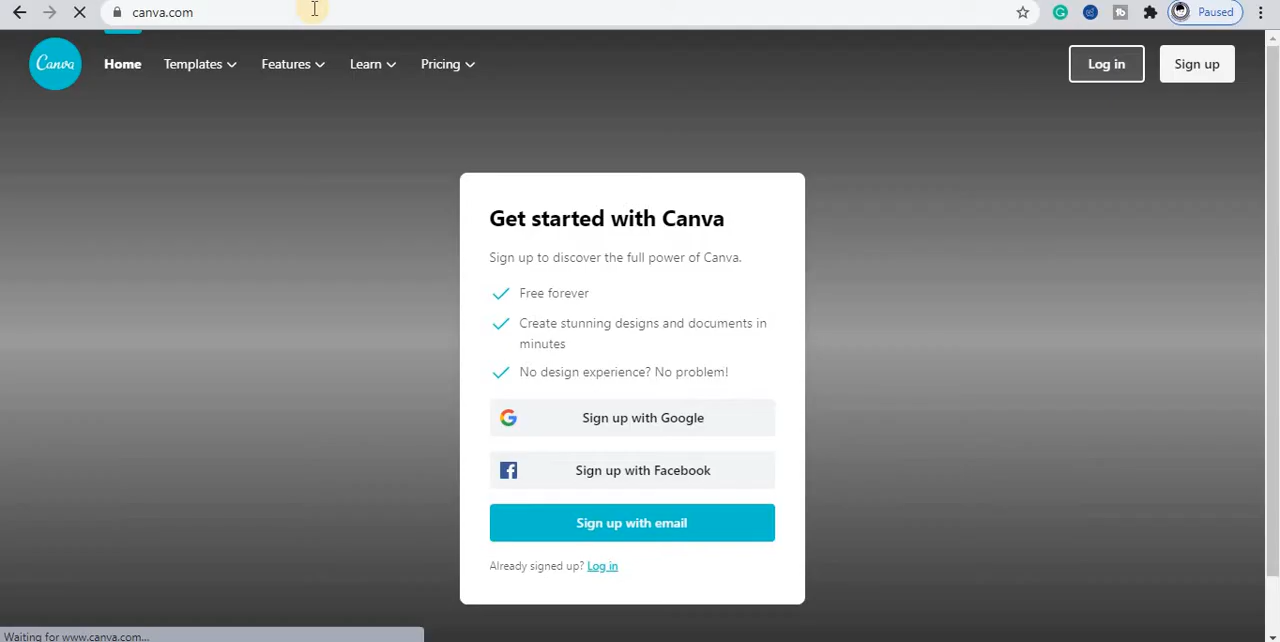 canva.com
Paused
Canva
Home
Templates
Features
Learn
Pricing
Log in
Sign up
Get started with Canva
Sign up to discover the full power of Canva.
Free forever
Create stunning designs and documents in
minutes
No design experience? No problem!
Sign up with Google
Sign up with Facebook
Sign up with email
Already signed up? Log in
Waiting for www.canva.com...